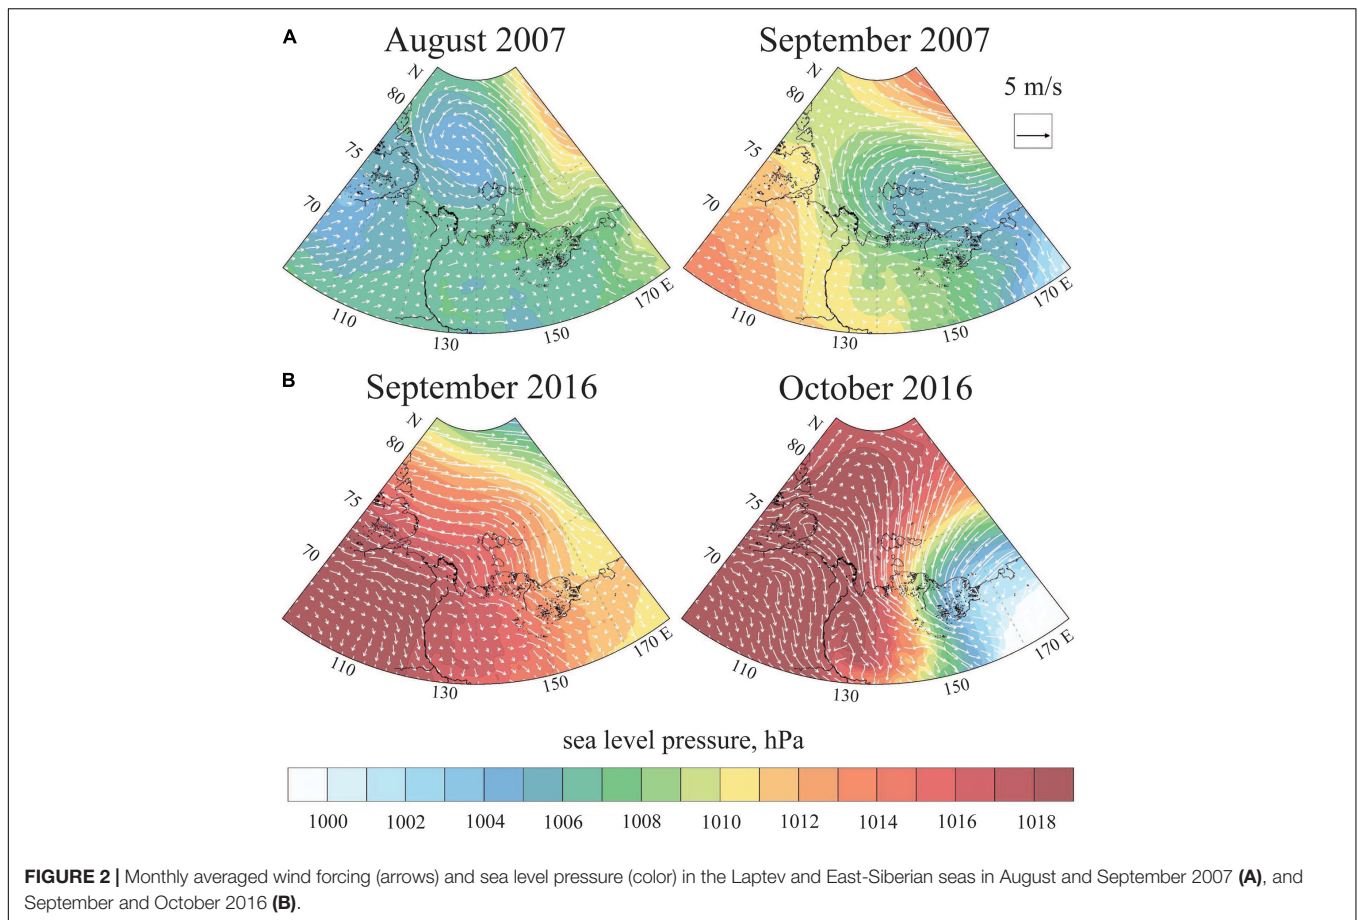 A
August 2007
September 2007
N
80
75
70
110
130
150
170 E
N
80
75
70
110
130
150
170 E
5 m/s
B
September 2016
October 2016
N
80
75
70
110
130
150
170 E
N
80
75
70
110
130
150
170 E
sea level pressure, hPa
1000 1002 1004 1006 1008 1010 1012 1014 1016 1018
FIGURE 2 | Monthly averaged wind forcing (arrows) and sea level pressure (color) in the Laptev and East-Siberian seas in August and September 2007 (A), and
September and October 2016 (B).